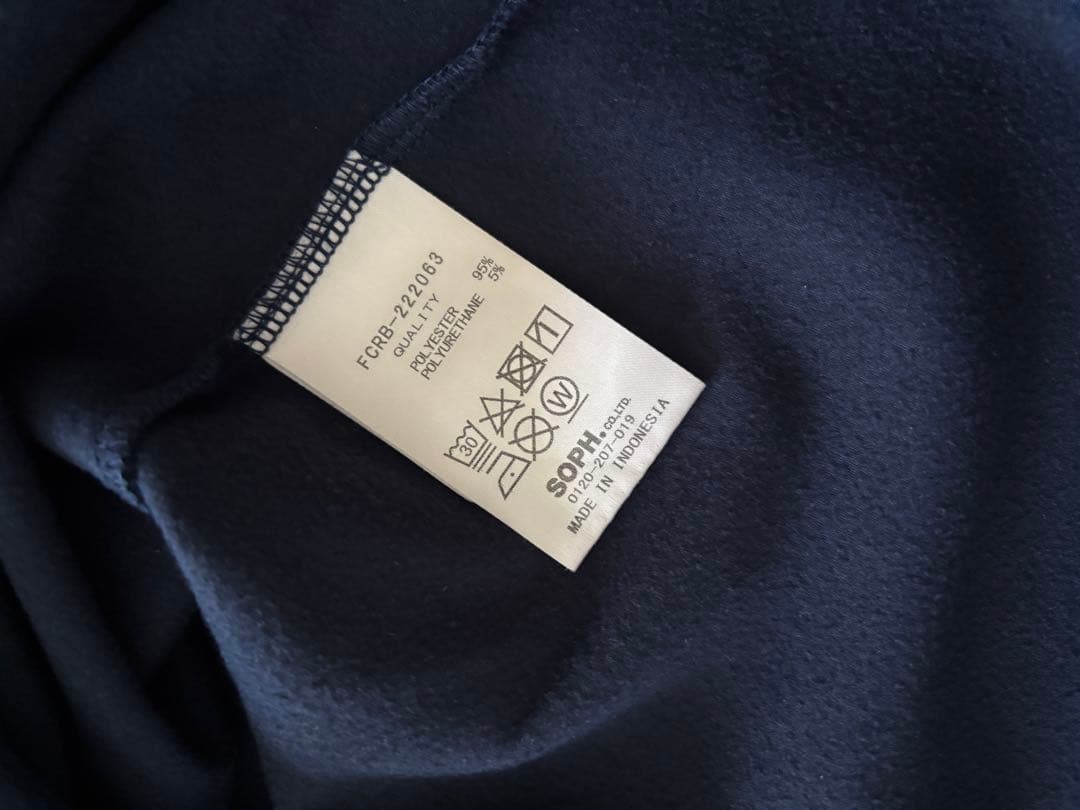 FCRB-222063
QUALITY
POLYESTER 95%
POLYURETHANE 5%
30
W
SOPH.CO.,LTD.
0120-207-019
MADE IN INDONESIA